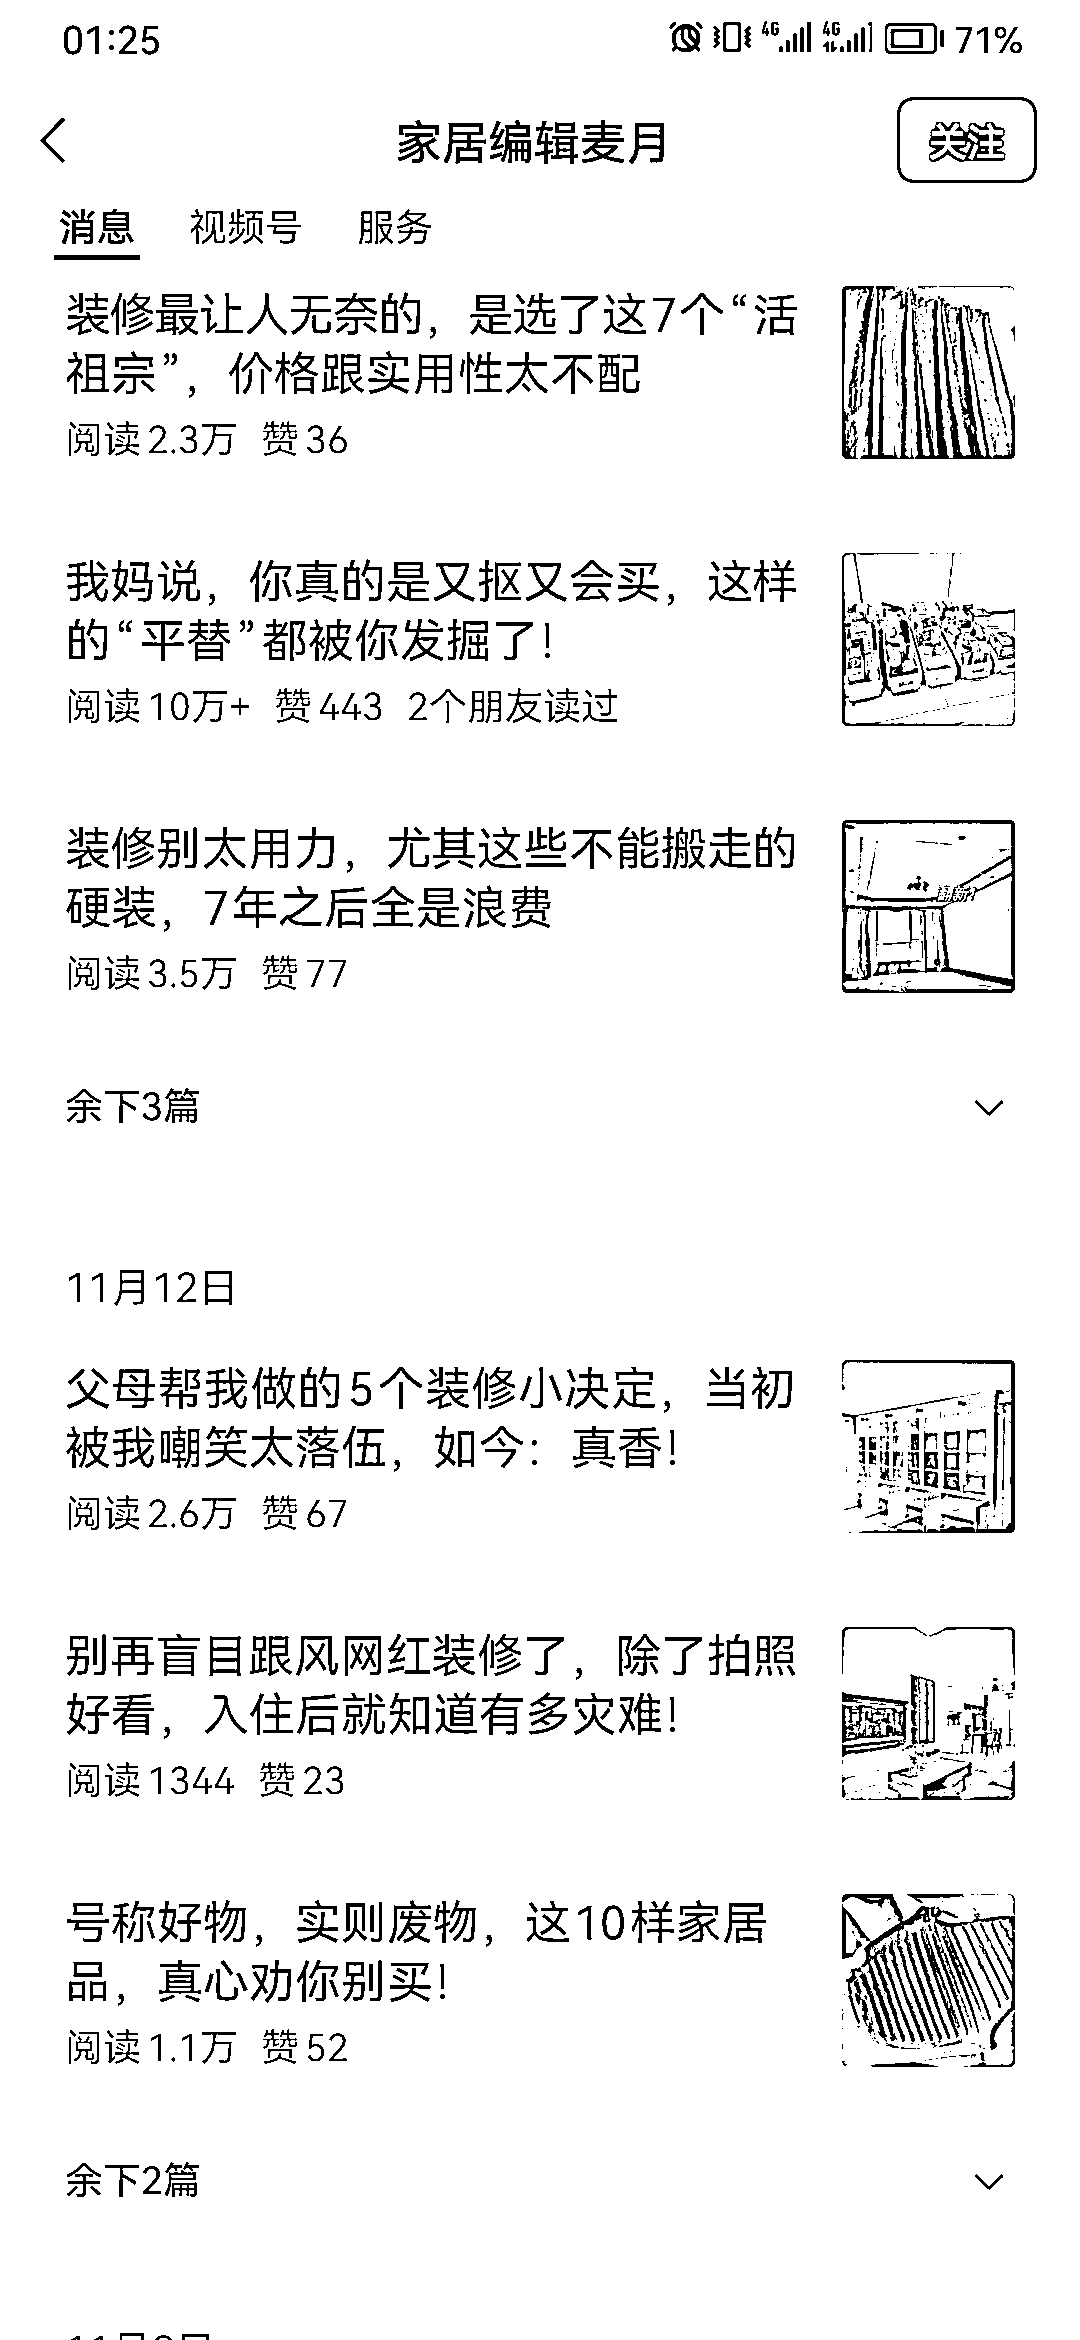 01:25
4G 4G 71%
家居编辑麦月
关注
消息 视频号 服务
装修最让人无奈的，是选了这7个“活
祖宗”，价格跟实用性太不配
阅读 2.3万 赞 36
我妈说，你真的是又抠又会买，这样
的“平替”都被你发掘了！
阅读 10万+ 赞 443 2个朋友读过
装修别太用力，尤其这些不能搬走的
硬装，7年之后全是浪费
阅读 3.5万 赞 77
余下3篇
11月12日
父母帮我做的5个装修小决定，当初
被我嘲笑太落伍，如今：真香！
阅读 2.6万 赞 67
别再盲目跟风网红装修了，除了拍照
好看，入住后就知道有多灾难！
阅读 1344 赞 23
号称好物，实则废物，这10样家居
品，真心劝你别买！
阅读 1.1万 赞 52
余下2篇